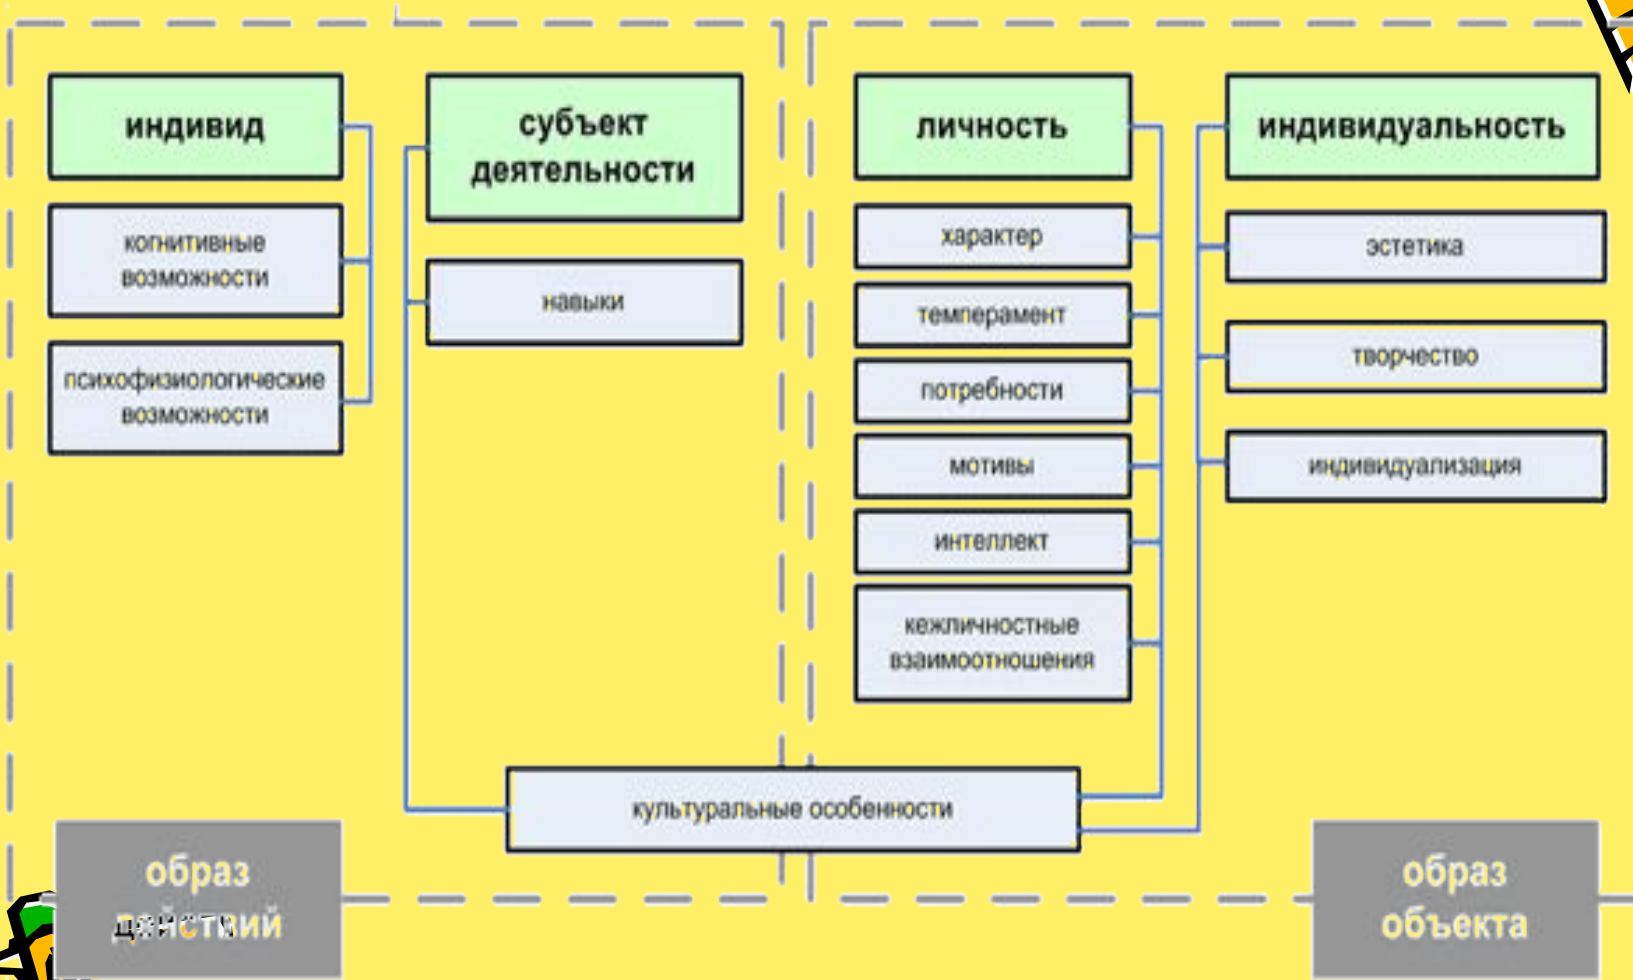 индивид
когнитивные
возможности
психофизиологические
возможности
субъект
деятельности
навыки
личность
характер
темперамент
потребности
мотивы
интеллект
кежличностные
взаимоотношения
индивидуальность
эстетика
творчество
индивидуализация
культуральные особенности
образ
действий
образ
объекта